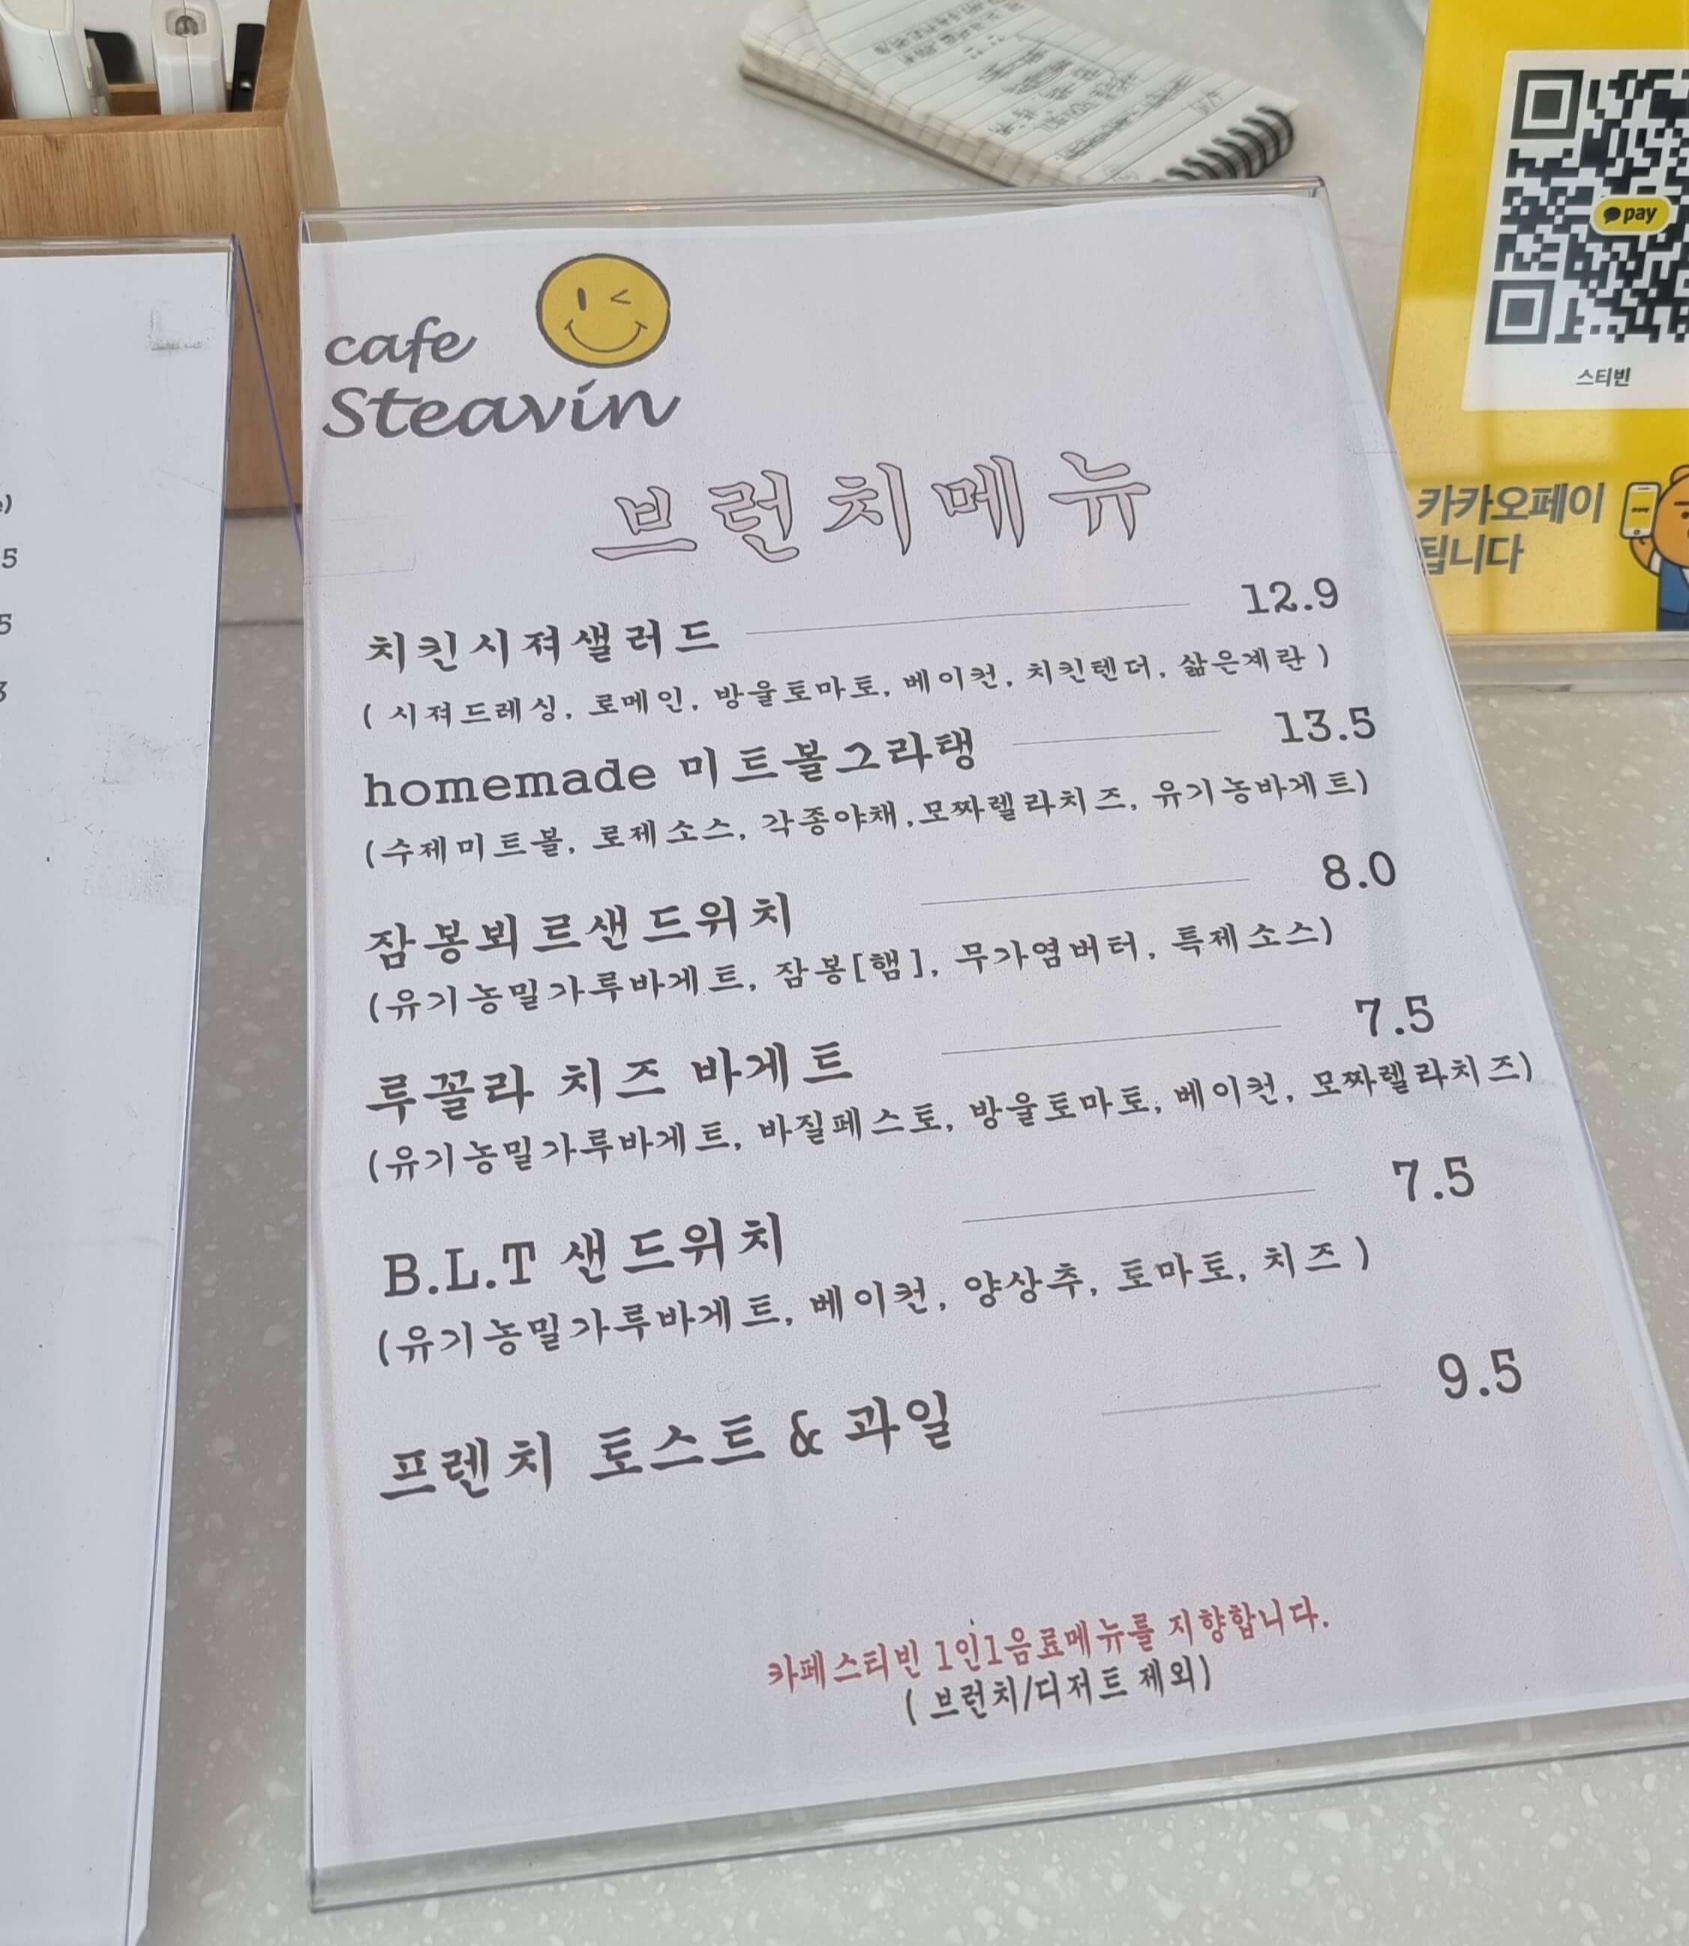 cafe
Steavin
브런치메뉴
치킨시져샐러드 12.9
( 시져드레싱, 로메인, 방울토마토, 베이컨, 치킨텐더, 삶은계란 )
homemade 미트볼그라탱 13.5
(수제미트볼, 로제소스, 각종야채,모짜렐라치즈, 유기농바게트)
잠봉뵈르샌드위치 8.0
(유기농밀가루바게트, 잠봉[햄], 무가염버터, 특제소스)
루꼴라 치즈 바게트 7.5
(유기농밀가루바게트, 바질페스토, 방울토마토, 베이컨, 모짜렐라치즈)
B.L.T 샌드위치 7.5
(유기농밀가루바게트, 베이컨, 양상추, 토마토, 치즈 )
프렌치 토스트 & 과일 9.5
카페스티빈 1인1음료메뉴를 지향합니다.
( 브런치/디저트 제외)
pay
스티빈
카카오페이
됩니다
5
5
3